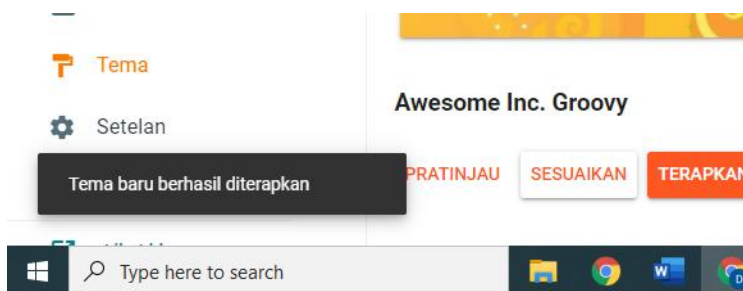 Tema
Awesome Inc. Groovy
Setelan
PRATINJAU SESUAIKAN TERAPKAN
Tema baru berhasil diterapkan
Type here to search